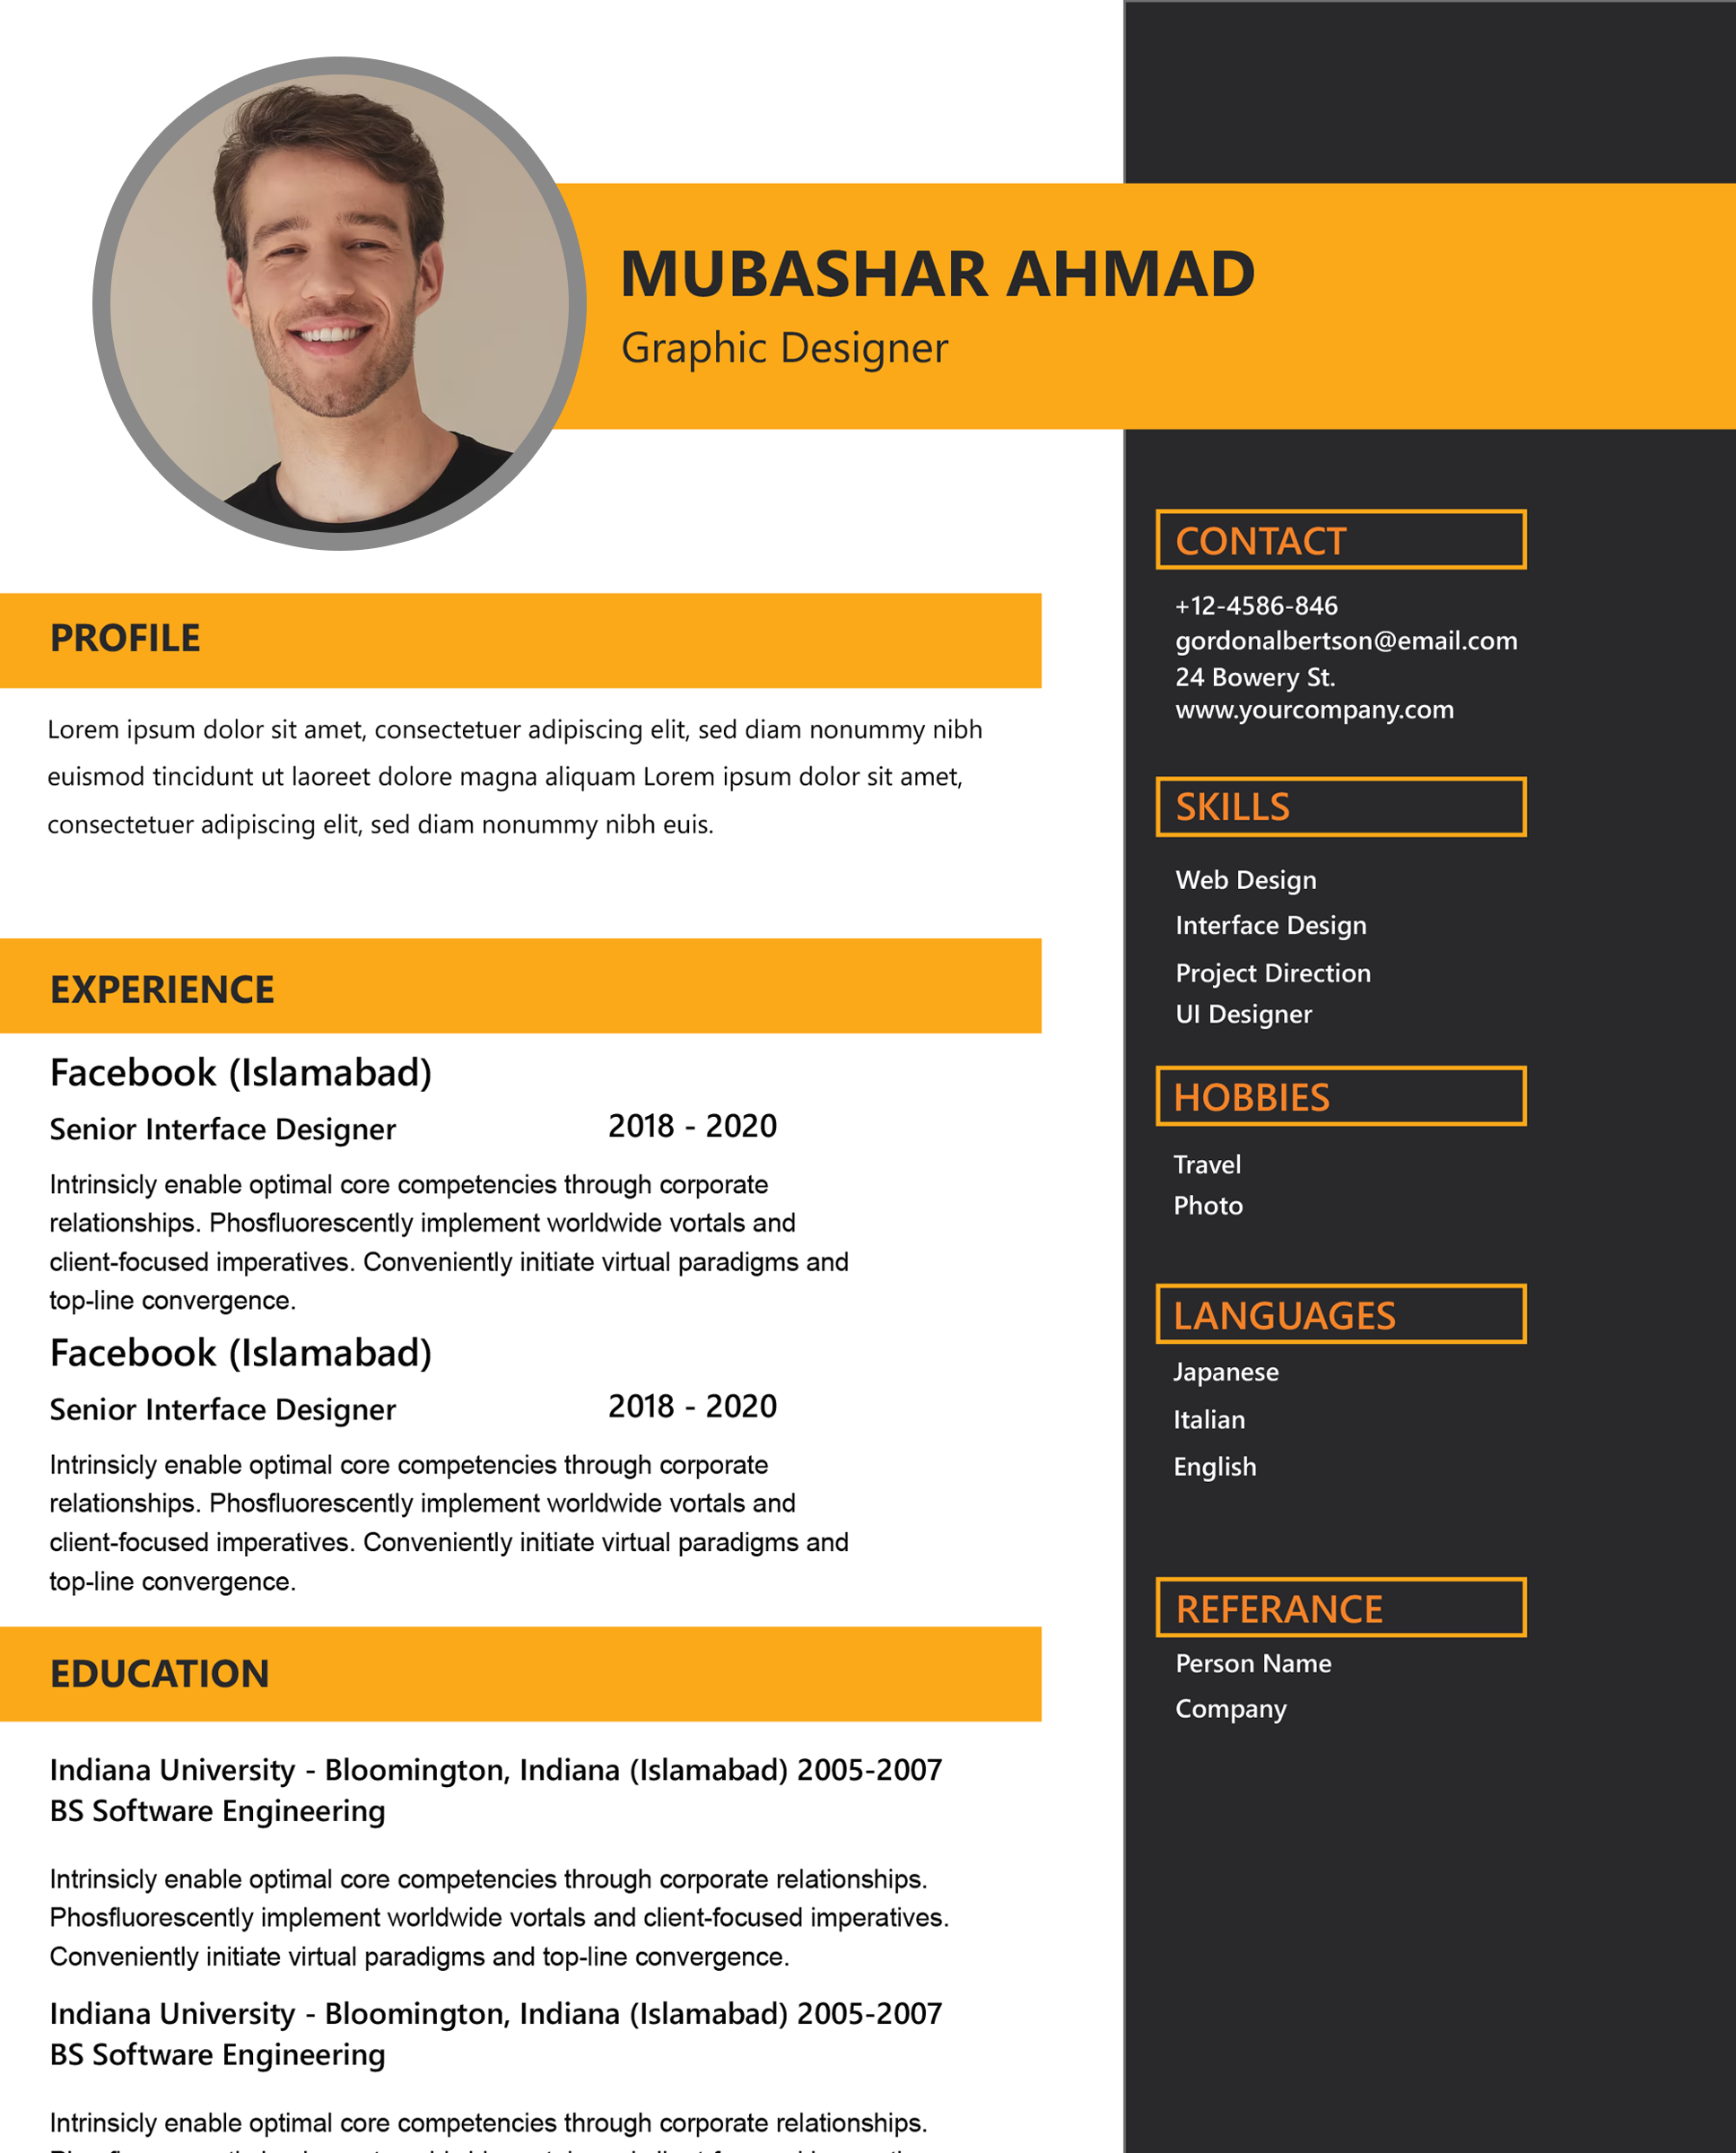 MUBASHAR AHMAD
Graphic Designer
PROFILE
Lorem ipsum dolor sit amet, consectetuer adipiscing elit, sed diam nonummy nibh
euismod tincidunt ut laoreet dolore magna aliquam Lorem ipsum dolor sit amet,
consectetuer adipiscing elit, sed diam nonummy nibh euis.
EXPERIENCE
Facebook (Islamabad)
Senior Interface Designer 2018 - 2020
Intrinsicly enable optimal core competencies through corporate
relationships. Phosfluorescently implement worldwide vortals and
client-focused imperatives. Conveniently initiate virtual paradigms and
top-line convergence.
Facebook (Islamabad)
Senior Interface Designer 2018 - 2020
Intrinsicly enable optimal core competencies through corporate
relationships. Phosfluorescently implement worldwide vortals and
client-focused imperatives. Conveniently initiate virtual paradigms and
top-line convergence.
EDUCATION
Indiana University - Bloomington, Indiana (Islamabad) 2005-2007
BS Software Engineering
Intrinsicly enable optimal core competencies through corporate relationships.
Phosfluorescently implement worldwide vortals and client-focused imperatives.
Conveniently initiate virtual paradigms and top-line convergence.
Indiana University - Bloomington, Indiana (Islamabad) 2005-2007
BS Software Engineering
Intrinsicly enable optimal core competencies through corporate relationships.
CONTACT
+12-4586-846
gordonalbertson@email.com
24 Bowery St.
www.yourcompany.com
SKILLS
Web Design
Interface Design
Project Direction
UI Designer
HOBBIES
Travel
Photo
LANGUAGES
Japanese
Italian
English
REFERANCE
Person Name
Company